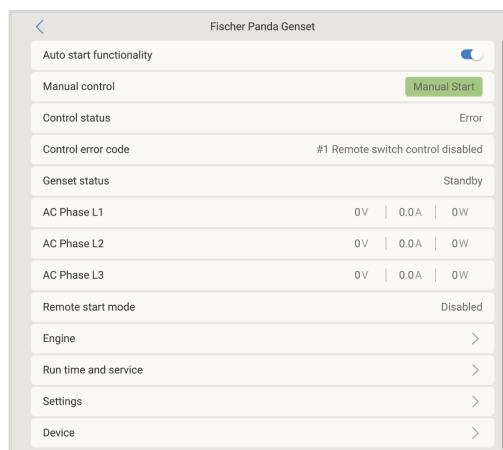 Fischer Panda Genset
Auto start functionality
Manual control Manual Start
Control status Error
Control error code #1 Remote switch control disabled
Genset status Standby
AC Phase L1 0V 0.0A 0W
AC Phase L2 0V 0.0A 0W
AC Phase L3 0V 0.0A 0W
Remote start mode Disabled
Engine
Run time and service
Settings
Device